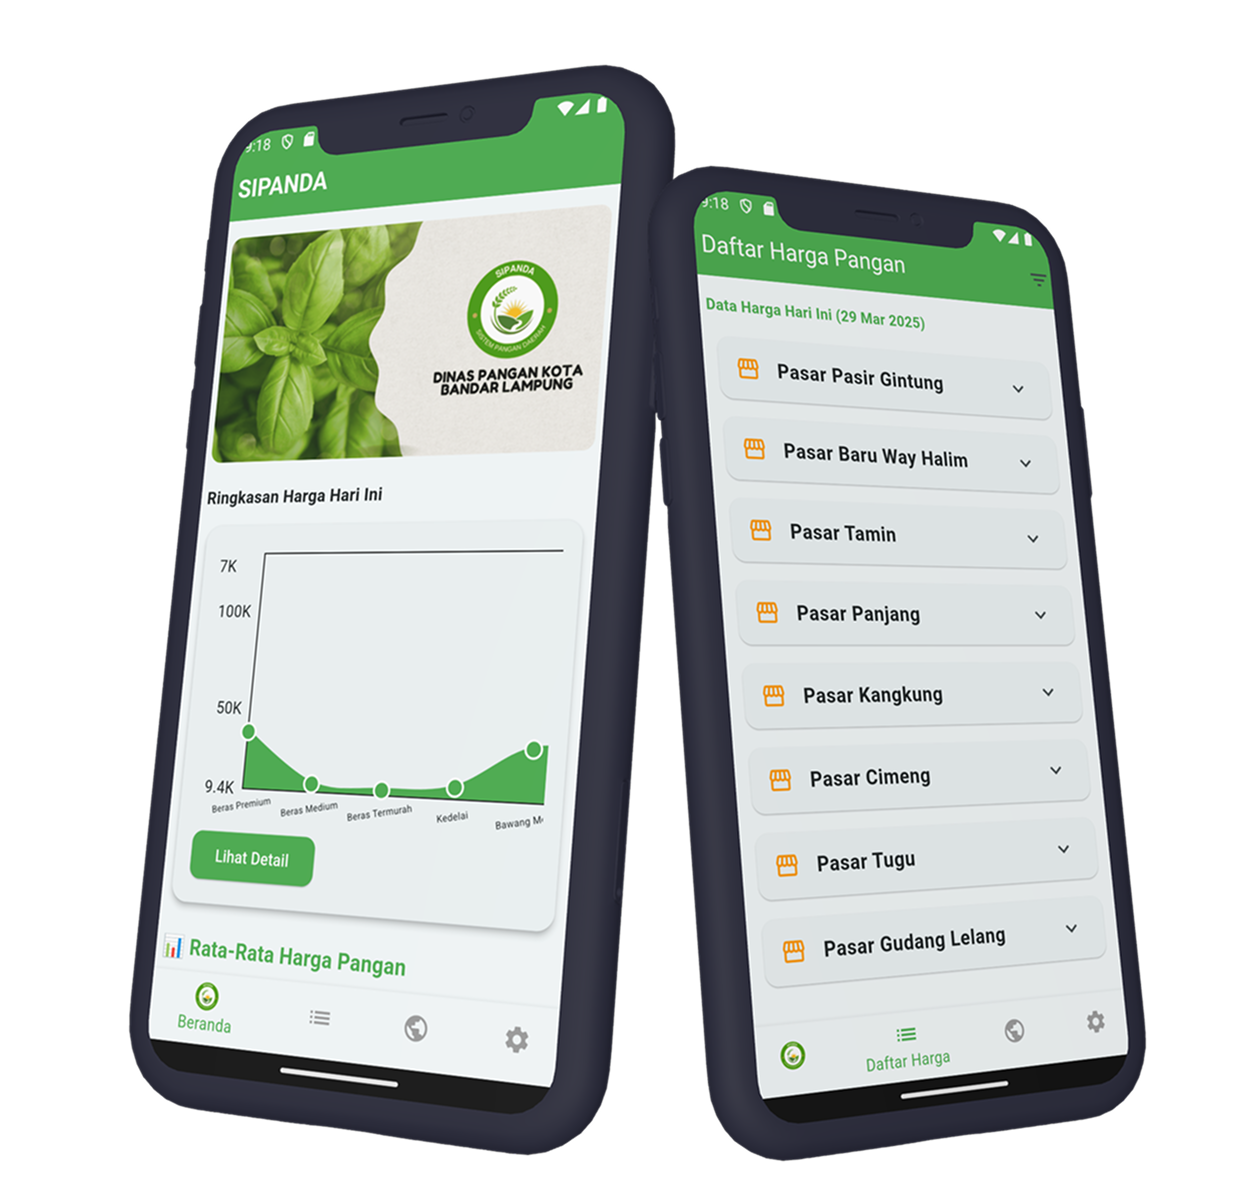 9:18
SIPANDA
SIPANDA
SISTEM PANGAN DAERAH
DINAS PANGAN KOTA
BANDAR LAMPUNG
Ringkasan Harga Hari Ini
7K
100K
50K
9.4K
Beras Premium
Beras Medium
Beras Termurah
Kedelai
Bawang M
Lihat Detail
Rata-Rata Harga Pangan
Beranda
9:18
Daftar Harga Pangan
Data Harga Hari Ini (29 Mar 2025)
Pasar Pasir Gintung
Pasar Baru Way Halim
Pasar Tamin
Pasar Panjang
Pasar Kangkung
Pasar Cimeng
Pasar Tugu
Pasar Gudang Lelang
Daftar Harga